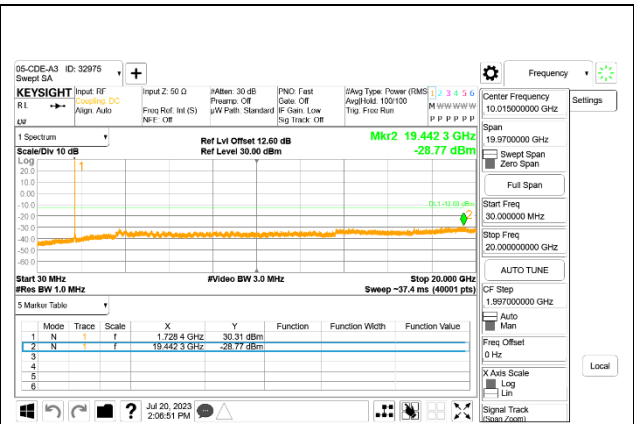 05-CDE-A3 ID: 32975
Swept SA
Frequency
Settings
KEYSIGHT
Input: RF
Input Z: 50 Ω
#Atten: 30 dB
PNO: Fast
#Avg Type: Power (RMS
1 2 3 4 5 6
RL
Coupling: DC
Preamp: Off
Gate: Off
Avg|Hold: 100/100
M W W W W W
Align: Auto
Freq Ref: Int (S)
µW Path: Standard
IF Gain: Low
Trig: Free Run
NFE: Off
Sig Track: Off
P P P P P P
1 Spectrum
Ref Lvl Offset 12.60 dB
Mkr2 19.442 3 GHz
Scale/Div 10 dB
Ref Level 30.00 dBm
-28.77 dBm
Log
1
20.0
10.0
0.00
-10.0
DL1 -13.00 dBm
-20.0
2
-30.0
-40.0
-50.0
-60.0
Start 30 MHz
#Video BW 3.0 MHz
Stop 20.000 GHz
#Res BW 1.0 MHz
Sweep ~37.4 ms (40001 pts)
5 Marker Table
Mode Trace Scale X Y Function Function Width Function Value
1 N 1 f 1.728 4 GHz 30.31 dBm
2 N 1 f 19.442 3 GHz -28.77 dBm
3
4
5
6
Jul 20, 2023
2:06:51 PM
Center Frequency
10.015000000 GHz
Span
19.9700000 GHz
Swept Span
Zero Span
Full Span
Start Freq
30.000000 MHz
Stop Freq
20.000000000 GHz
AUTO TUNE
CF Step
1.997000000 GHz
Auto
Man
Freq Offset
0 Hz
X Axis Scale
Log
Lin
Signal Track
(Span Zoom)
Local